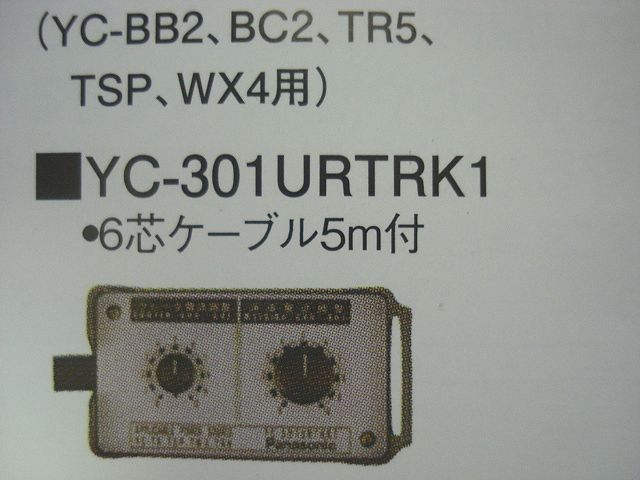 (YC-BB2、BC2、TR5、
TSP、WX4用)
■YC-301URTRK1
•6芯ケーブル5m付
Panasonic